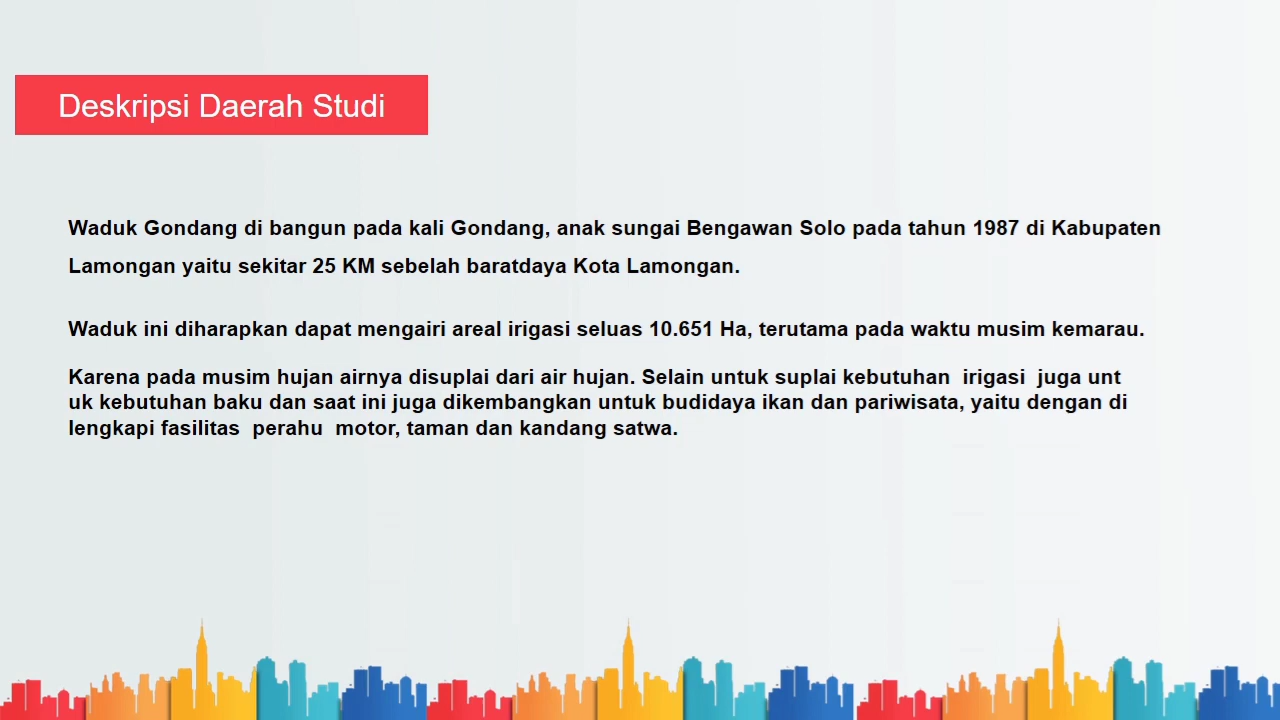 Deskripsi Daerah Studi
Waduk Gondang di bangun pada kali Gondang, anak sungai Bengawan Solo pada tahun 1987 di Kabupaten
Lamongan yaitu sekitar 25 KM sebelah baratdaya Kota Lamongan.
Waduk ini diharapkan dapat mengairi areal irigasi seluas 10.651 Ha, terutama pada waktu musim kemarau.
Karena pada musim hujan airnya disuplai dari air hujan. Selain untuk suplai kebutuhan  irigasi  juga unt
uk kebutuhan baku dan saat ini juga dikembangkan untuk budidaya ikan dan pariwisata, yaitu dengan di
lengkapi fasilitas  perahu  motor, taman dan kandang satwa.